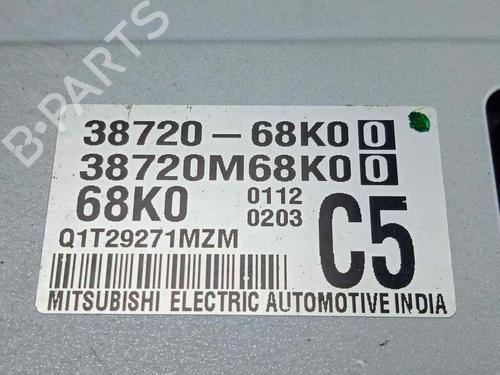 B-PARTS
38720-68K0 0
38720M68K0 0
68K0 0112
0203
C5
Q1T29271MZM
MITSUBISHI ELECTRIC AUTOMOTIVE INDIA